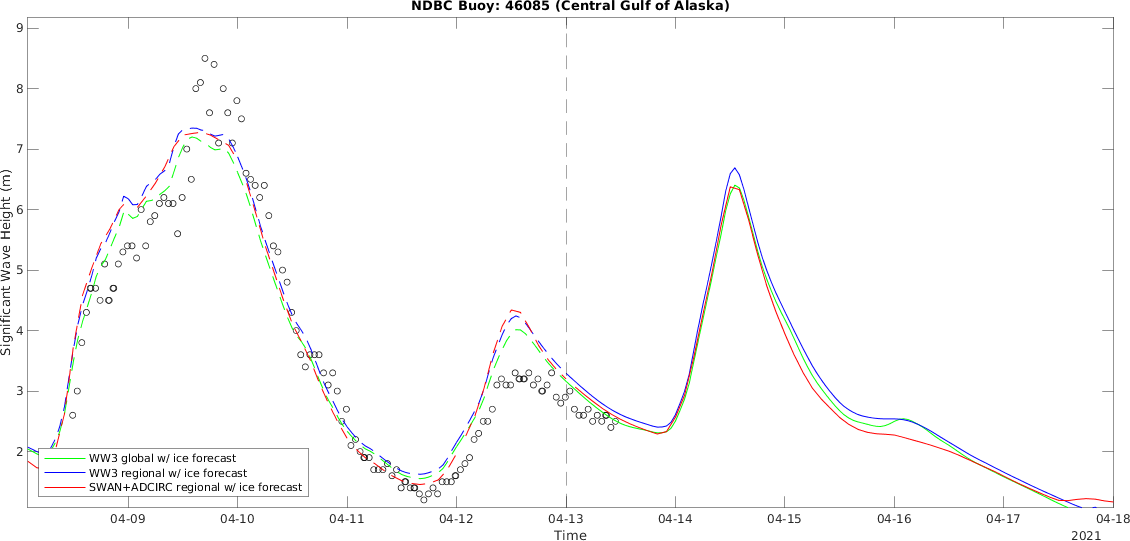 NDBC Buoy: 46085 (Central Gulf of Alaska)
9
8
7
6
5
4
3
2
Significant Wave Height (m)
WW3 global w/ ice forecast
WW3 regional w/ ice forecast
SWAN+ADCIRC regional w/ ice forecast
04-09 04-10 04-11 04-12 04-13 04-14 04-15 04-16 04-17 04-18
Time
2021